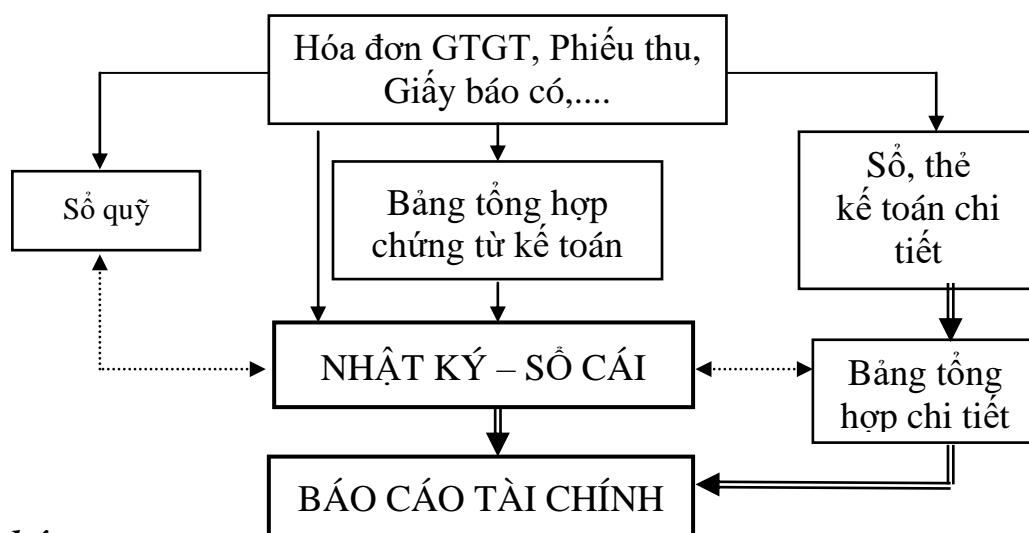 Hóa đơn GTGT, Phiếu thu,
Giấy báo có,....
Sổ quỹ
Bảng tổng hợp
chứng từ kế toán
Sổ, thẻ
kế toán chi
tiết
NHẬT KÝ – SỔ CÁI
Bảng tổng
hợp chi tiết
BÁO CÁO TÀI CHÍNH